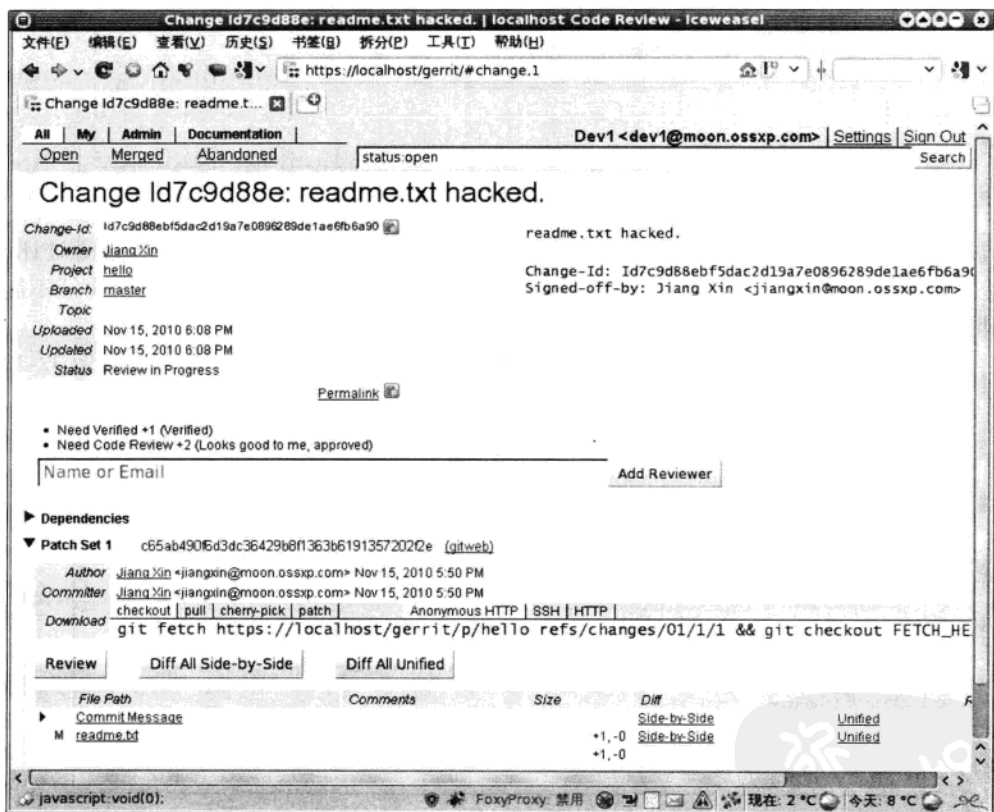 Change Id7c9d88e: readme.txt hacked. | localhost Code Review - Iceweasel
文件(F) 编辑(E) 查看(V) 历史(S) 书签(B) 拆分(P) 工具(T) 帮助(H)
https://localhost/gerrit/#change,1
Change Id7c9d88e: readme.t...
All | My | Admin | Documentation |
Dev1 <dev1@moon.ossxp.com> | Settings | Sign Out
Open Merged Abandoned
status:open Search
Change Id7c9d88e: readme.txt hacked.
Change-Id: Id7c9d88ebf5dac2d19a7e0896289de1ae6fb6a90
Owner Jiang Xin
Project hello
Branch master
Topic
Uploaded Nov 15, 2010 6:08 PM
Updated Nov 15, 2010 6:08 PM
Status Review in Progress
Permalink
readme.txt hacked.
Change-Id: Id7c9d88ebf5dac2d19a7e0896289de1ae6fb6a90
Signed-off-by: Jiang Xin <jiangxin@moon.ossxp.com>
• Need Verified +1 (Verified)
• Need Code Review +2 (Looks good to me, approved)
Name or Email Add Reviewer
Dependencies
Patch Set 1 c65ab490f6d3dc36429b8f1363b6191357202f2e (gitweb)
Author Jiang Xin <jiangxin@moon.ossxp.com> Nov 15, 2010 5:50 PM
Committer Jiang Xin <jiangxin@moon.ossxp.com> Nov 15, 2010 5:50 PM
checkout | pull | cherry-pick | patch | Anonymous HTTP | SSH | HTTP
Download git fetch https://localhost/gerrit/p/hello refs/changes/01/1/1 && git checkout FETCH_HE
Review Diff All Side-by-Side Diff All Unified
File Path Comments Size Diff
Commit Message Side-by-Side Unified
M readme.txt +1, -0 Side-by-Side Unified
+1, -0
javascript:void(0); FoxyProxy: 禁用 现在: 2 °C 今天: 8 °C